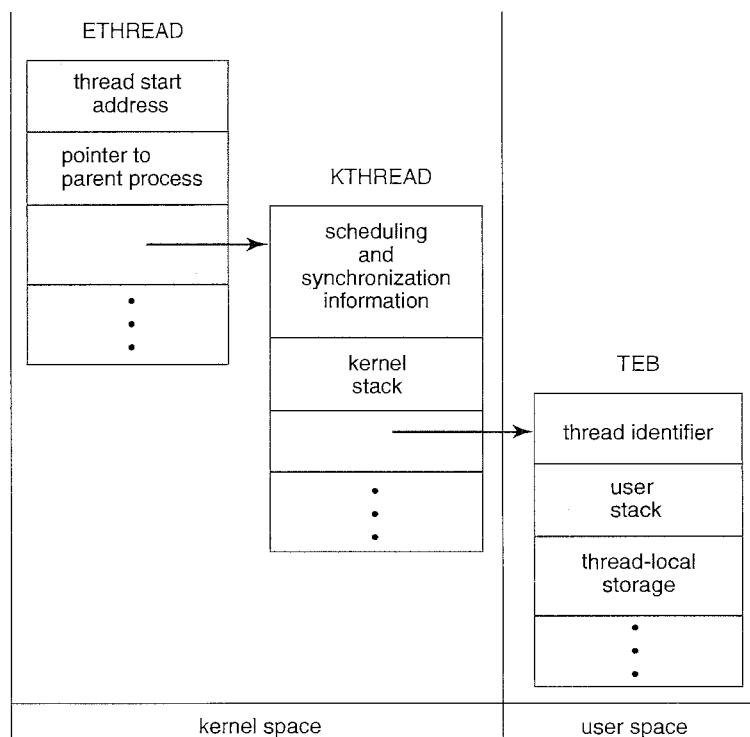 ETHREAD
thread start
address
pointer to
parent process
KTHREAD
scheduling
and
synchronization
information
kernel
stack
TEB
thread identifier
user
stack
thread-local
storage
kernel space
user space